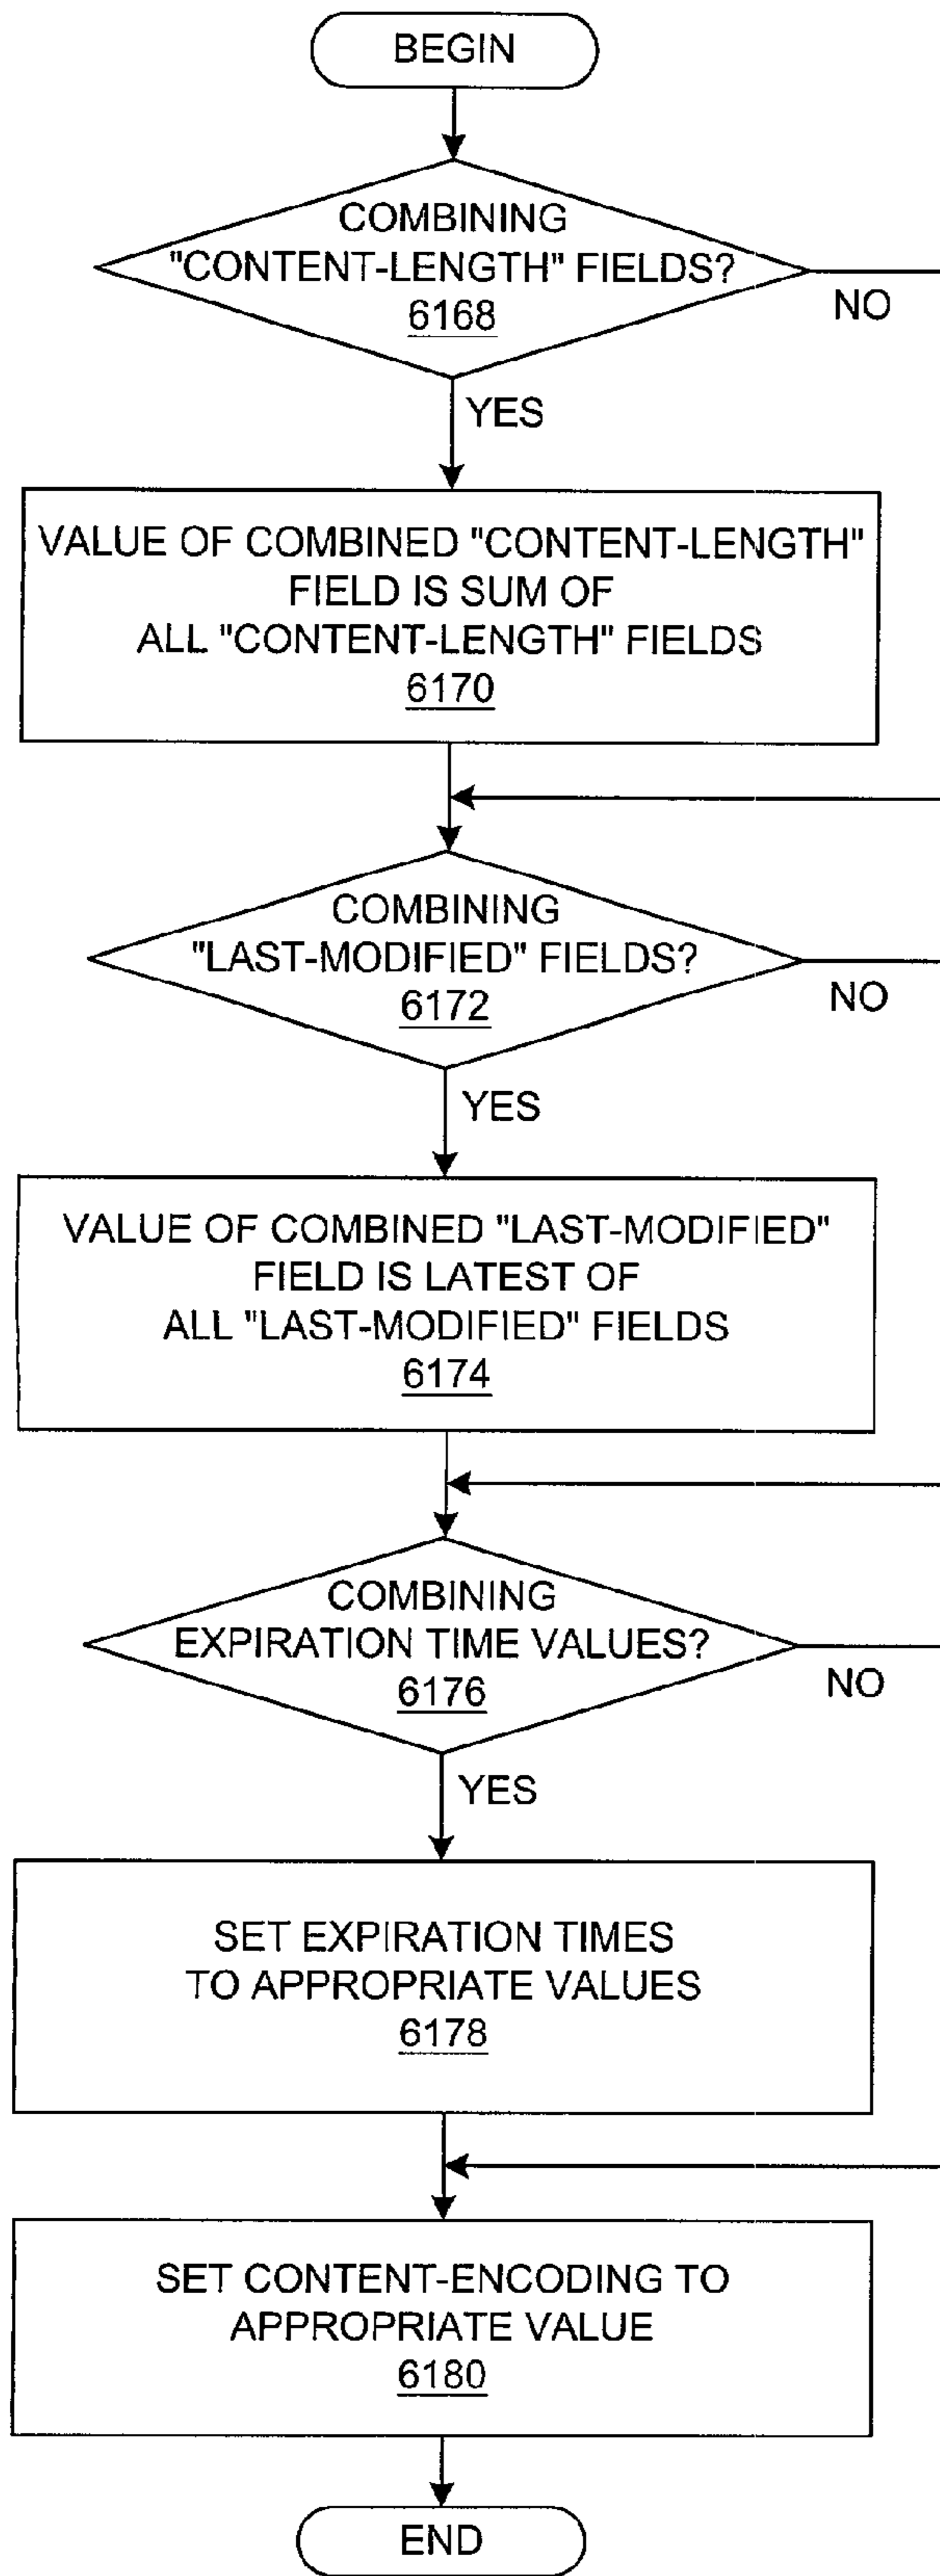 BEGIN
COMBINING
"CONTENT-LENGTH" FIELDS?
6168
NO
YES
VALUE OF COMBINED "CONTENT-LENGTH"
FIELD IS SUM OF
ALL "CONTENT-LENGTH" FIELDS
6170
COMBINING
"LAST-MODIFIED" FIELDS?
6172
NO
YES
VALUE OF COMBINED "LAST-MODIFIED"
FIELD IS LATEST OF
ALL "LAST-MODIFIED" FIELDS
6174
COMBINING
EXPIRATION TIME VALUES?
6176
NO
YES
SET EXPIRATION TIMES
TO APPROPRIATE VALUES
6178
SET CONTENT-ENCODING TO
APPROPRIATE VALUE
6180
END